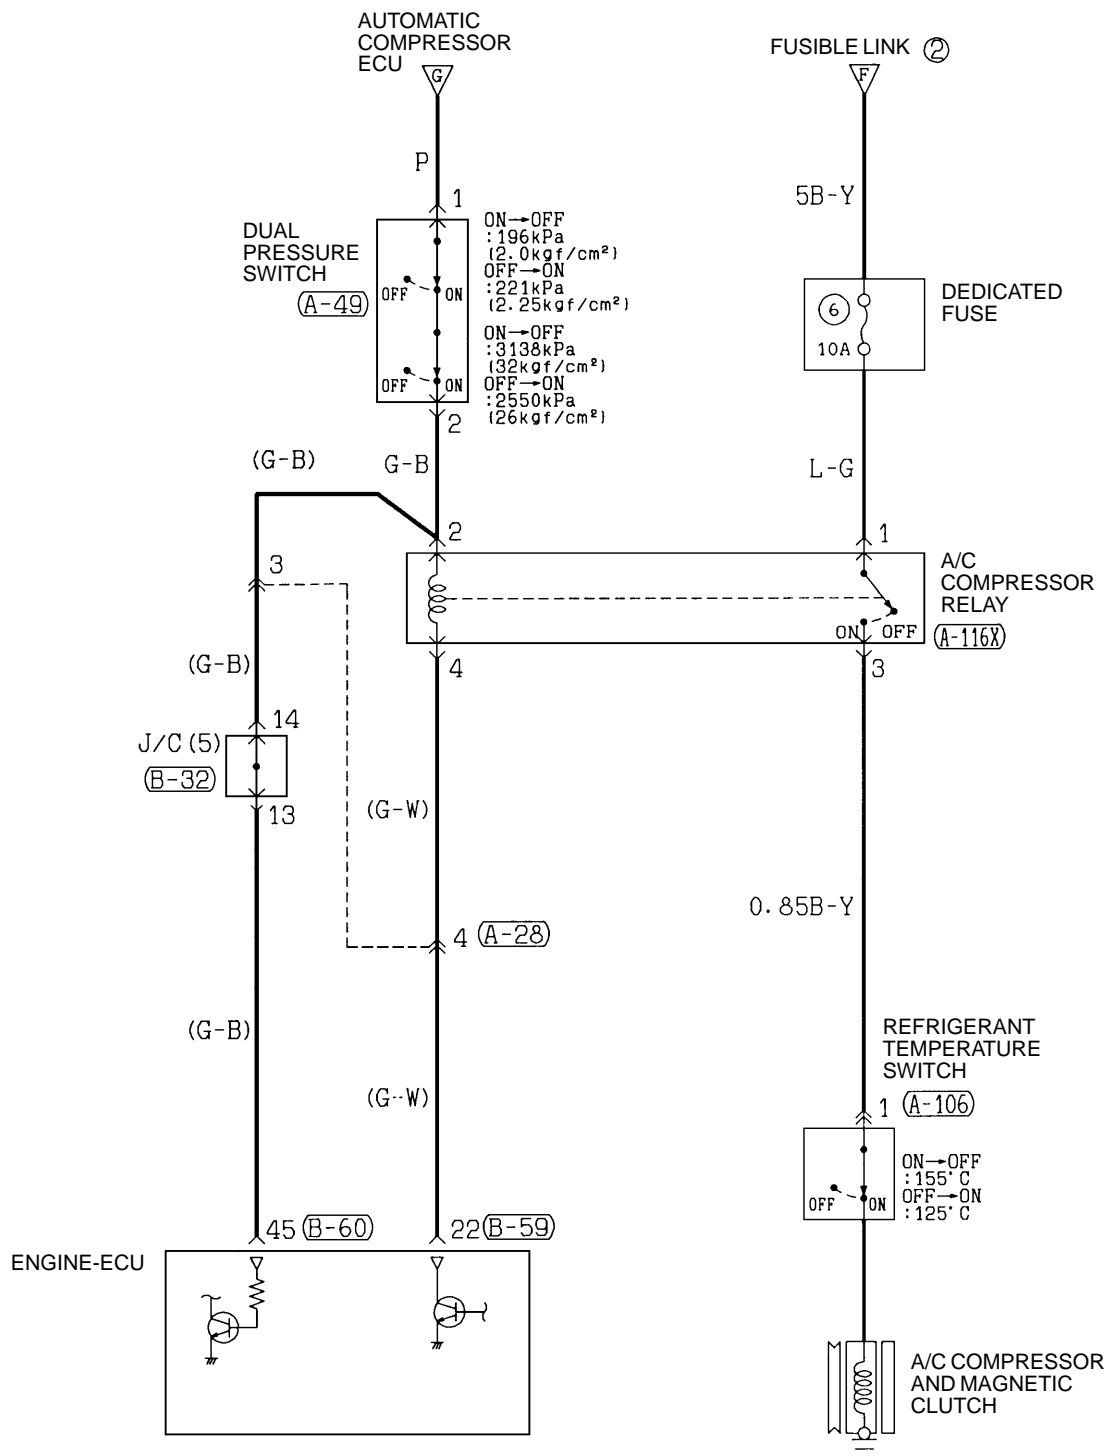 AUTOMATIC
COMPRESSOR
ECU
G
FUSIBLE LINK ②
F
P
1
5B-Y
DUAL
PRESSURE
SWITCH
(A-49)
OFF
ON
OFF
ON
ON→OFF
:196kPa
(2.0kgf/cm²)
OFF→ON
:221kPa
(2.25kgf/cm²)
ON→OFF
:3138kPa
(32kgf/cm²)
OFF→ON
:2550kPa
(26kgf/cm²)
6
10A
DEDICATED
FUSE
2
(G-B)
G-B
L-G
2
1
A/C
COMPRESSOR
RELAY
(A-116X)
ON
OFF
3
4
3
(G-B)
14
J/C (5)
(B-32)
13
(G-W)
0.85B-Y
4 (A-28)
(G-B)
(G-W)
REFRIGERANT
TEMPERATURE
SWITCH
1 (A-106)
OFF
ON
ON→OFF
:155°C
OFF→ON
:125°C
45 (B-60)
22 (B-59)
ENGINE-ECU
A/C COMPRESSOR
AND MAGNETIC
CLUTCH